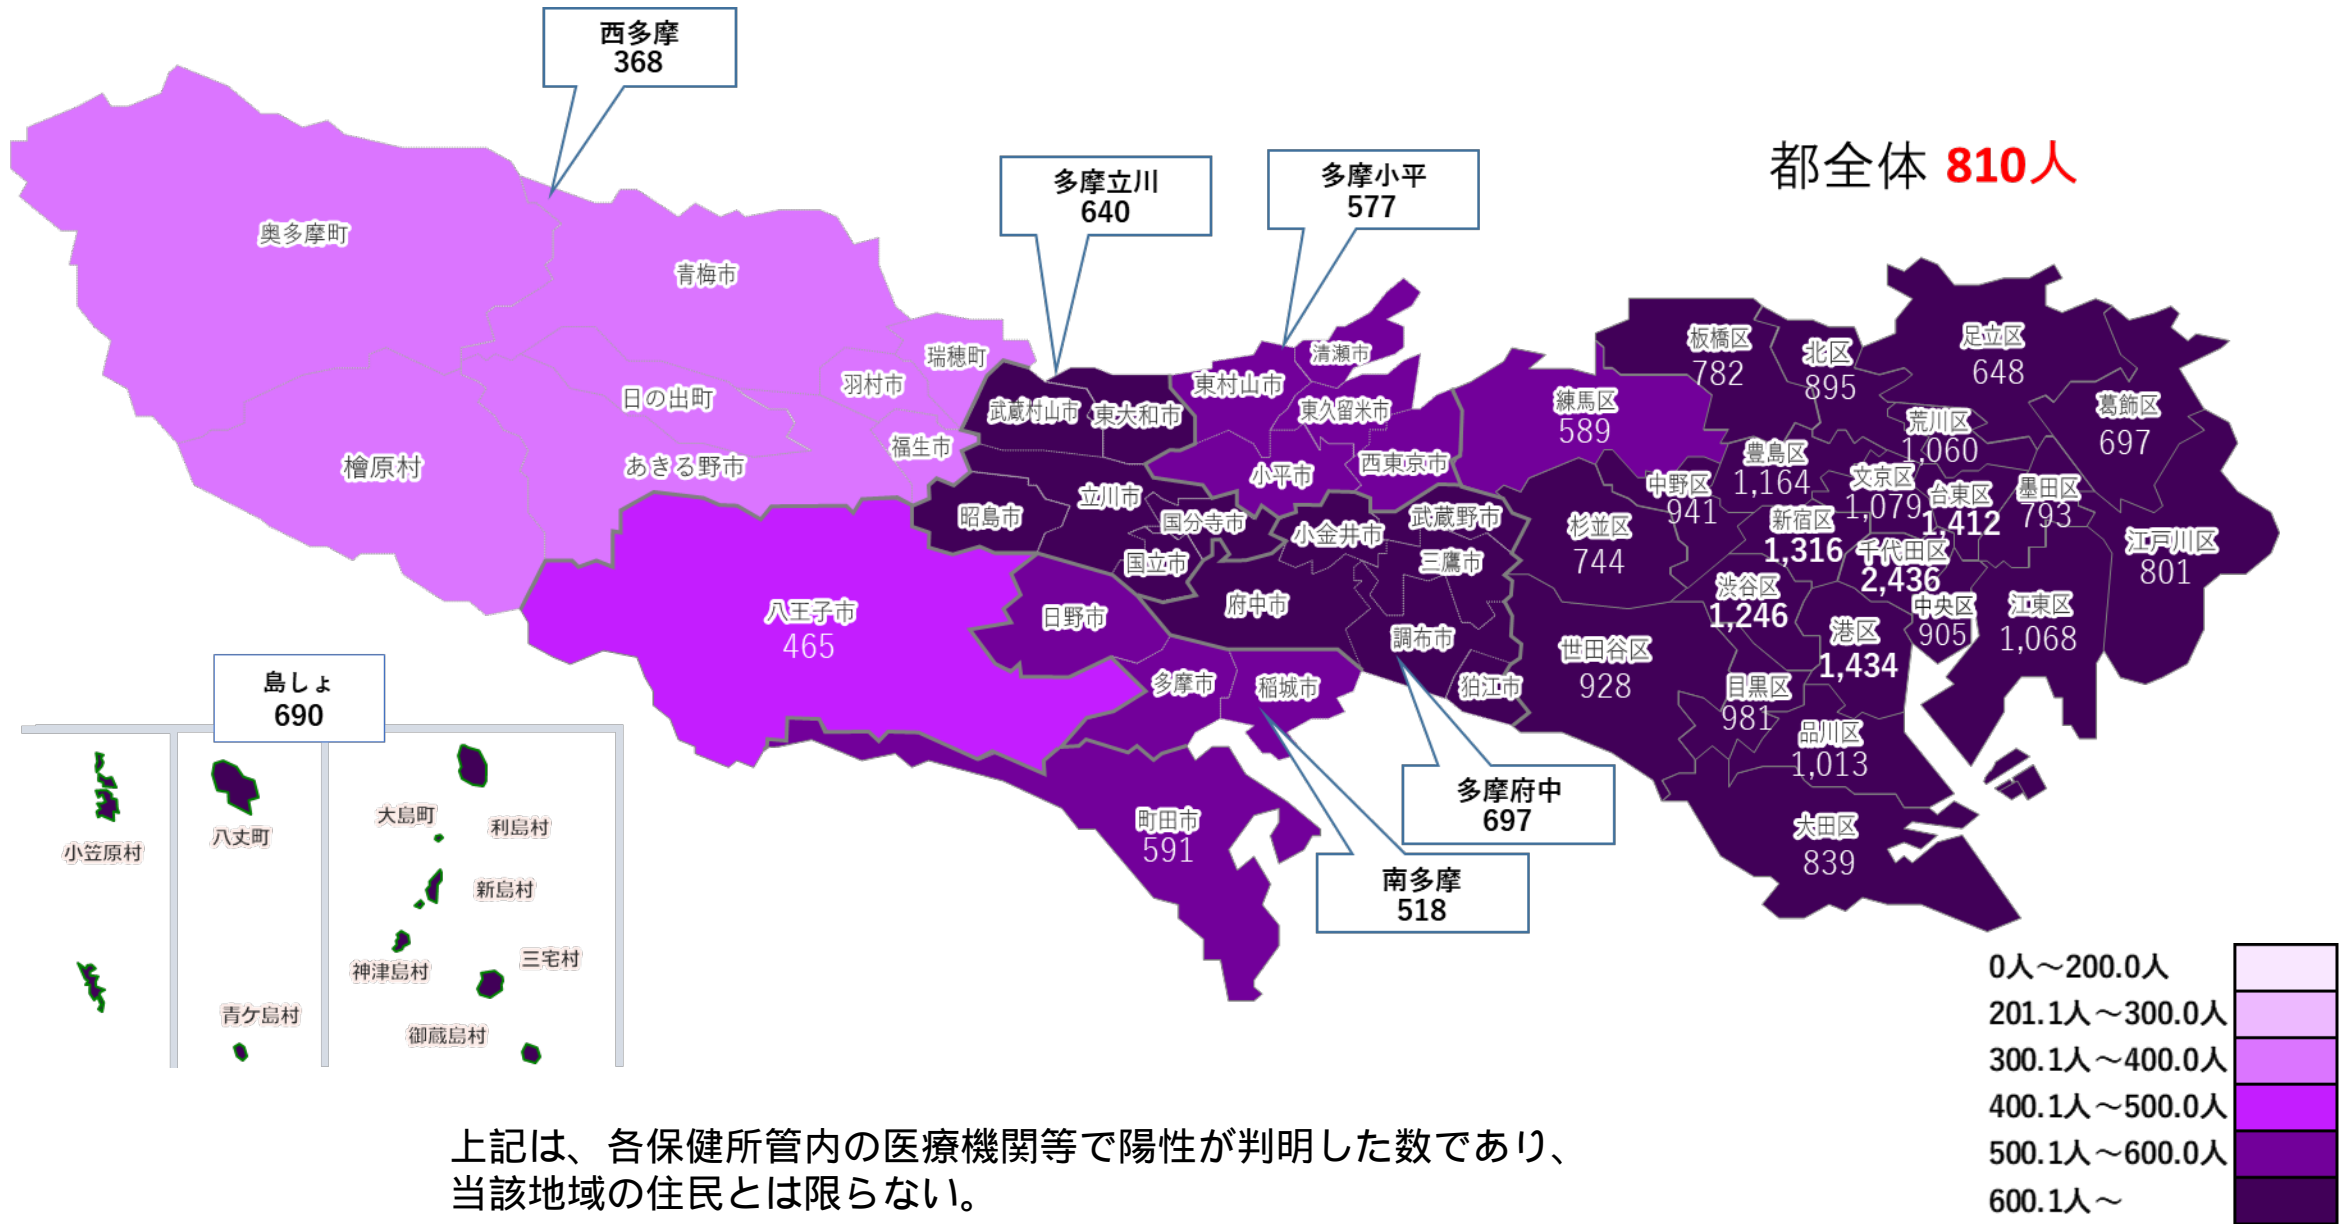 西多摩
368
多摩立川
640
多摩小平
577
都全体 810人
奥多摩町
青梅市
瑞穂町
羽村市
日の出町
福生市
あきる野市
檜原村
武蔵村山市
東大和市
東村山市
清瀬市
東久留米市
小平市
西東京市
立川市
昭島市
国分寺市
国立市
小金井市
武蔵野市
三鷹市
府中市
調布市
狛江市
八王子市
465
日野市
多摩市
稲城市
町田市
591
多摩府中
697
南多摩
518
練馬区
589
板橋区
782
北区
895
足立区
648
葛飾区
697
荒川区
1,060
豊島区
1,164
文京区
1,079
台東区
1,412
墨田区
793
中野区
941
杉並区
744
新宿区
1,316
千代田区
2,436
江戸川区
801
渋谷区
1,246
中央区
905
江東区
1,068
港区
1,434
世田谷区
928
目黒区
981
品川区
1,013
大田区
839
島しょ
690
小笠原村
八丈町
青ケ島村
大島町
利島村
新島村
神津島村
三宅村
御蔵島村
0人～200.0人
201.1人～300.0人
300.1人～400.0人
400.1人～500.0人
500.1人～600.0人
600.1人～
上記は、各保健所管内の医療機関等で陽性が判明した数であり、
当該地域の住民とは限らない。